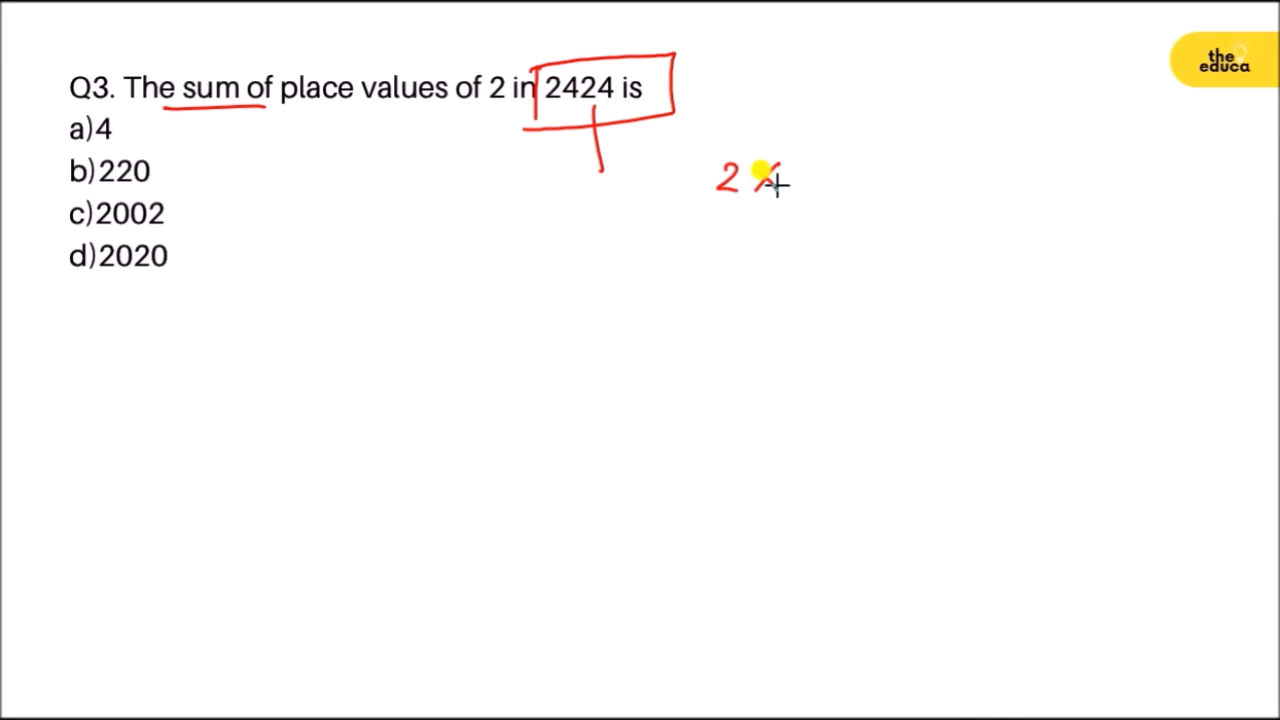 the
educa
Q3. The sum of place values of 2 in 2424 is
a)4
b)220
c)2002
d)2020
2 ×